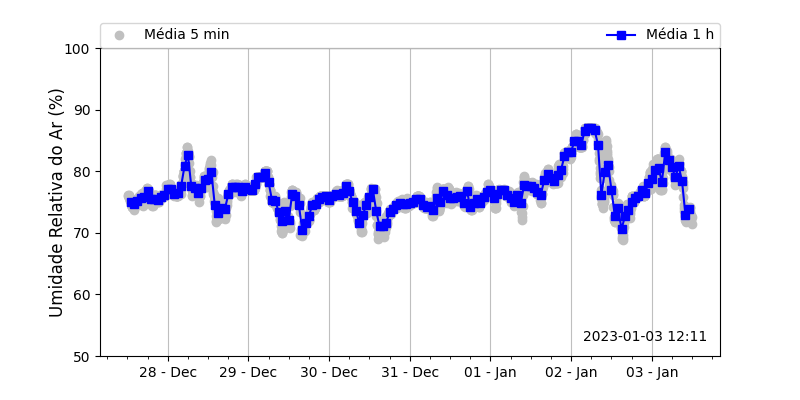 Média 5 min
Média 1 h
Umidade Relativa do Ar (%)
100
90
80
70
60
50
2023-01-03 12:11
28 - Dec
29 - Dec
30 - Dec
31 - Dec
01 - Jan
02 - Jan
03 - Jan